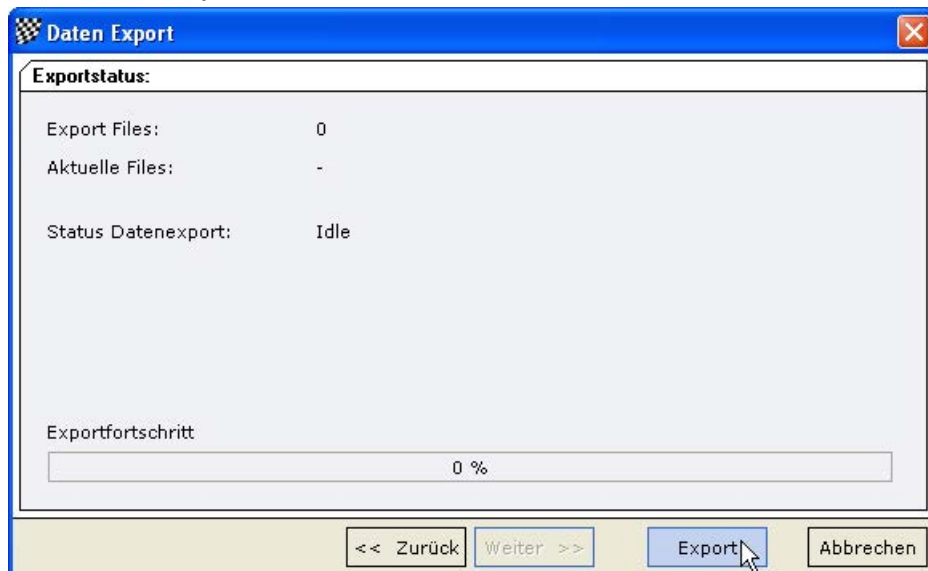 Daten Export
Exportstatus:
Export Files: 0
Aktuelle Files: -
Status Datenexport: Idle
Exportfortschritt
0 %
<< Zurück Weiter >> Export Abbrechen